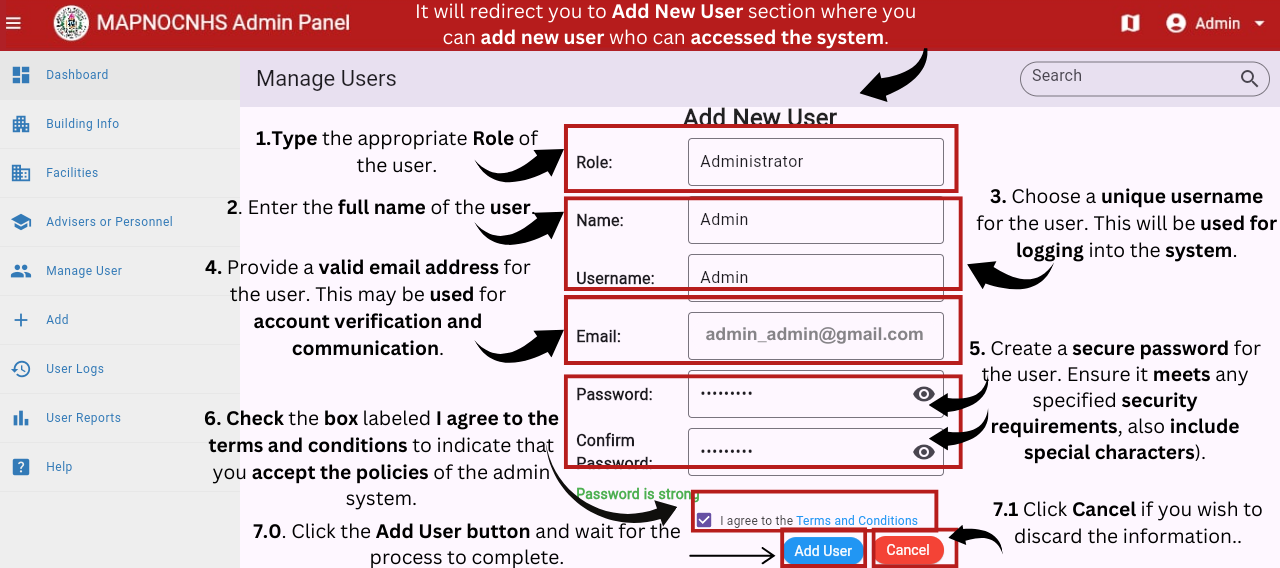 MAPNOCNHS Admin Panel
It will redirect you to Add New User section where you
can add new user who can accessed the system.
Admin
Dashboard
Building Info
Facilities
Advisers or Personnel
Manage User
Add
User Logs
User Reports
Help
Manage Users
Search
Add New User
1.Type the appropriate Role of
the user.
Role:
Administrator
2. Enter the full name of the user.
Name:
Admin
3. Choose a unique username
for the user. This will be used for
logging into the system.
Username:
Admin
4. Provide a valid email address for
the user. This may be used for
account verification and
communication.
Email:
admin_admin@gmail.com
5. Create a secure password for
the user. Ensure it meets any
specified security
requirements, also include
special characters).
Password:
•••••••••
Confirm
Password:
•••••••••
Password is strong
6. Check the box labeled I agree to the
terms and conditions to indicate that
you accept the policies of the admin
system.
I agree to the Terms and Conditions
7.0. Click the Add User button and wait for the
process to complete.
Add User
Cancel
7.1 Click Cancel if you wish to
discard the information..